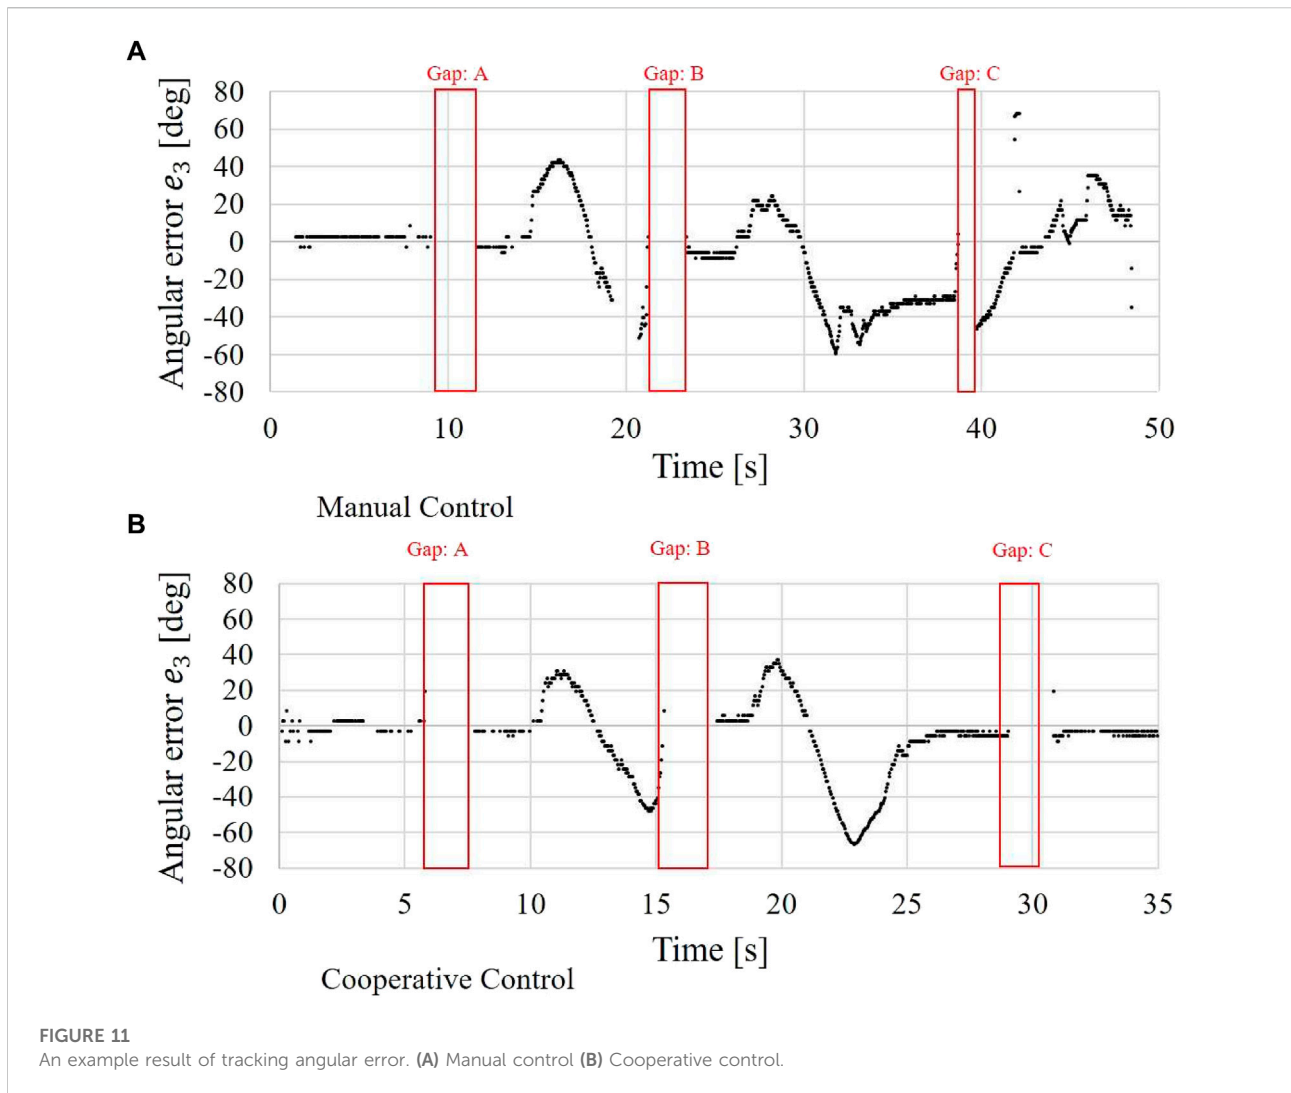 A
Gap: A
Gap: B
Gap: C
Angular error e₃ [deg]
80
60
40
20
0
-20
-40
-60
-80
0
10
20
30
40
50
Time [s]
Manual Control
B
Gap: A
Gap: B
Gap: C
Angular error e₃ [deg]
80
60
40
20
0
-20
-40
-60
-80
0
5
10
15
20
25
30
35
Time [s]
Cooperative Control
FIGURE 11
An example result of tracking angular error. (A) Manual control (B) Cooperative control.